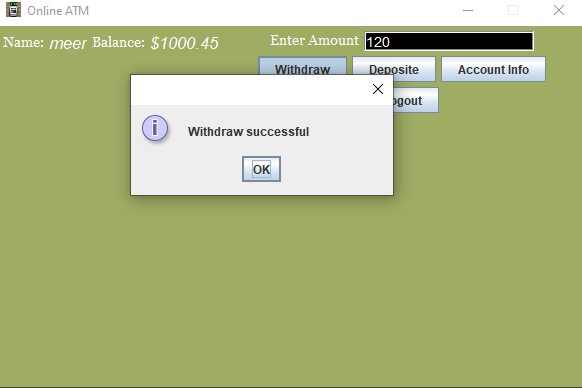 Online ATM
Name: meer Balance: $1000.45 Enter Amount 120
Withdraw Deposite Account Info
ogout
i
Withdraw successful
OK